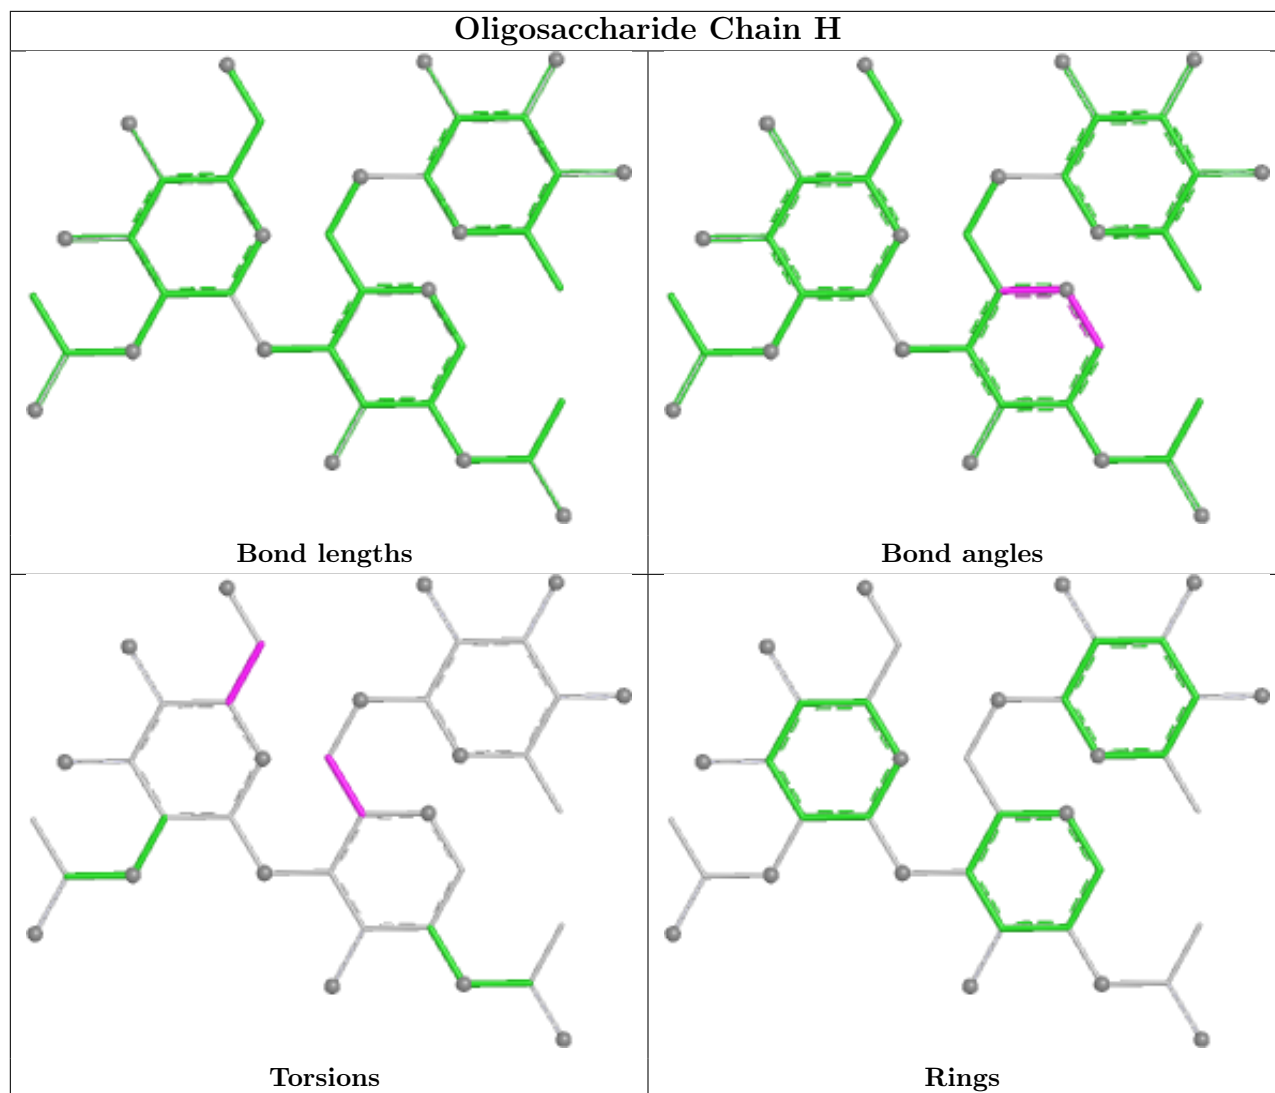 Oligosaccharide Chain H
Bond lengths
Bond angles
Torsions
Rings